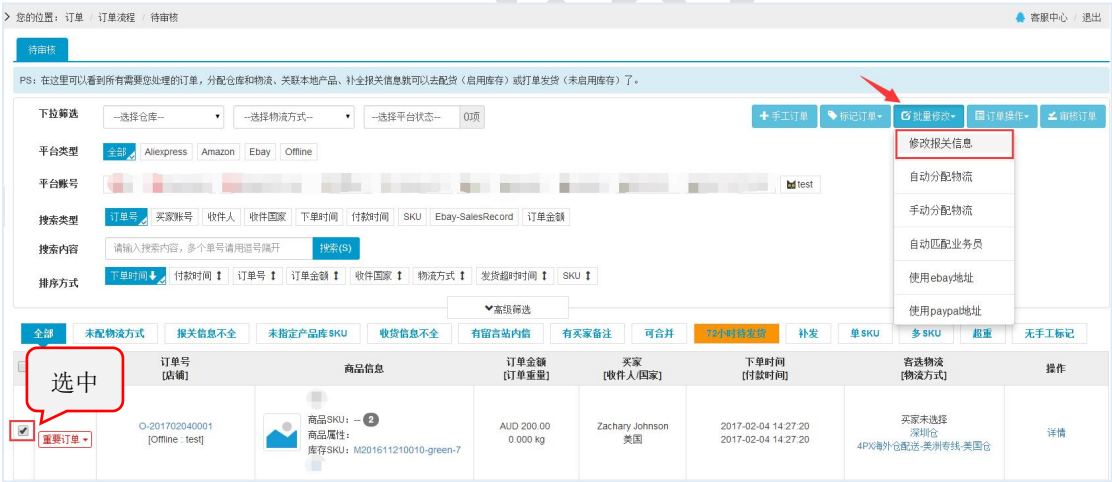 您的位置：订单 / 订单流程 / 待审核
客服中心 / 退出
待审核
PS：在这里可以看到所有需要您处理的订单，分配仓库和物流、关联本地产品、补全报关信息就可以去配货（启用库存）或打单发货（未启用库存）了。
下拉筛选 --选择仓库-- --选择物流方式-- --选择平台状态-- 0项
手工订单 标记订单 批量修改 订单操作 审核订单
修改报关信息
自动分配物流
手动分配物流
自动匹配业务员
使用ebay地址
使用paypal地址
平台类型 全部 Aliexpress Amazon Ebay Offline
平台账号 test
搜索类型 订单号 买家账号 收件人 收件国家 下单时间 付款时间 SKU Ebay-SalesRecord 订单金额
搜索内容 请输入搜索内容，多个单号请用逗号隔开 搜索(S)
排序方式 下单时间 付款时间 订单号 订单金额 收件国家 物流方式 发货超时时间 SKU
高级筛选
全部 未配物流方式 报关信息不全 未指定产品库SKU 收货信息不全 有留言站内信 有买家备注 可合并 72小时待发货 补发 单SKU 多SKU 超重 无手工标记
订单号 商品信息 订单金额 买家 下单时间 客选物流 操作
[店铺] [订单重量] [收件人/国家] [付款时间] [物流方式]
选中
重要订单
O-201702040001
[Offline : test]
商品SKU：-- 2
商品属性：
库存SKU：M201611210010-green-7
AUD 200.00
0.000 kg
Zachary Johnson
美国
2017-02-04 14:27:20
2017-02-04 14:27:20
买家未选择
深圳仓
4PX海外仓配送-美洲专线-美国仓
详情